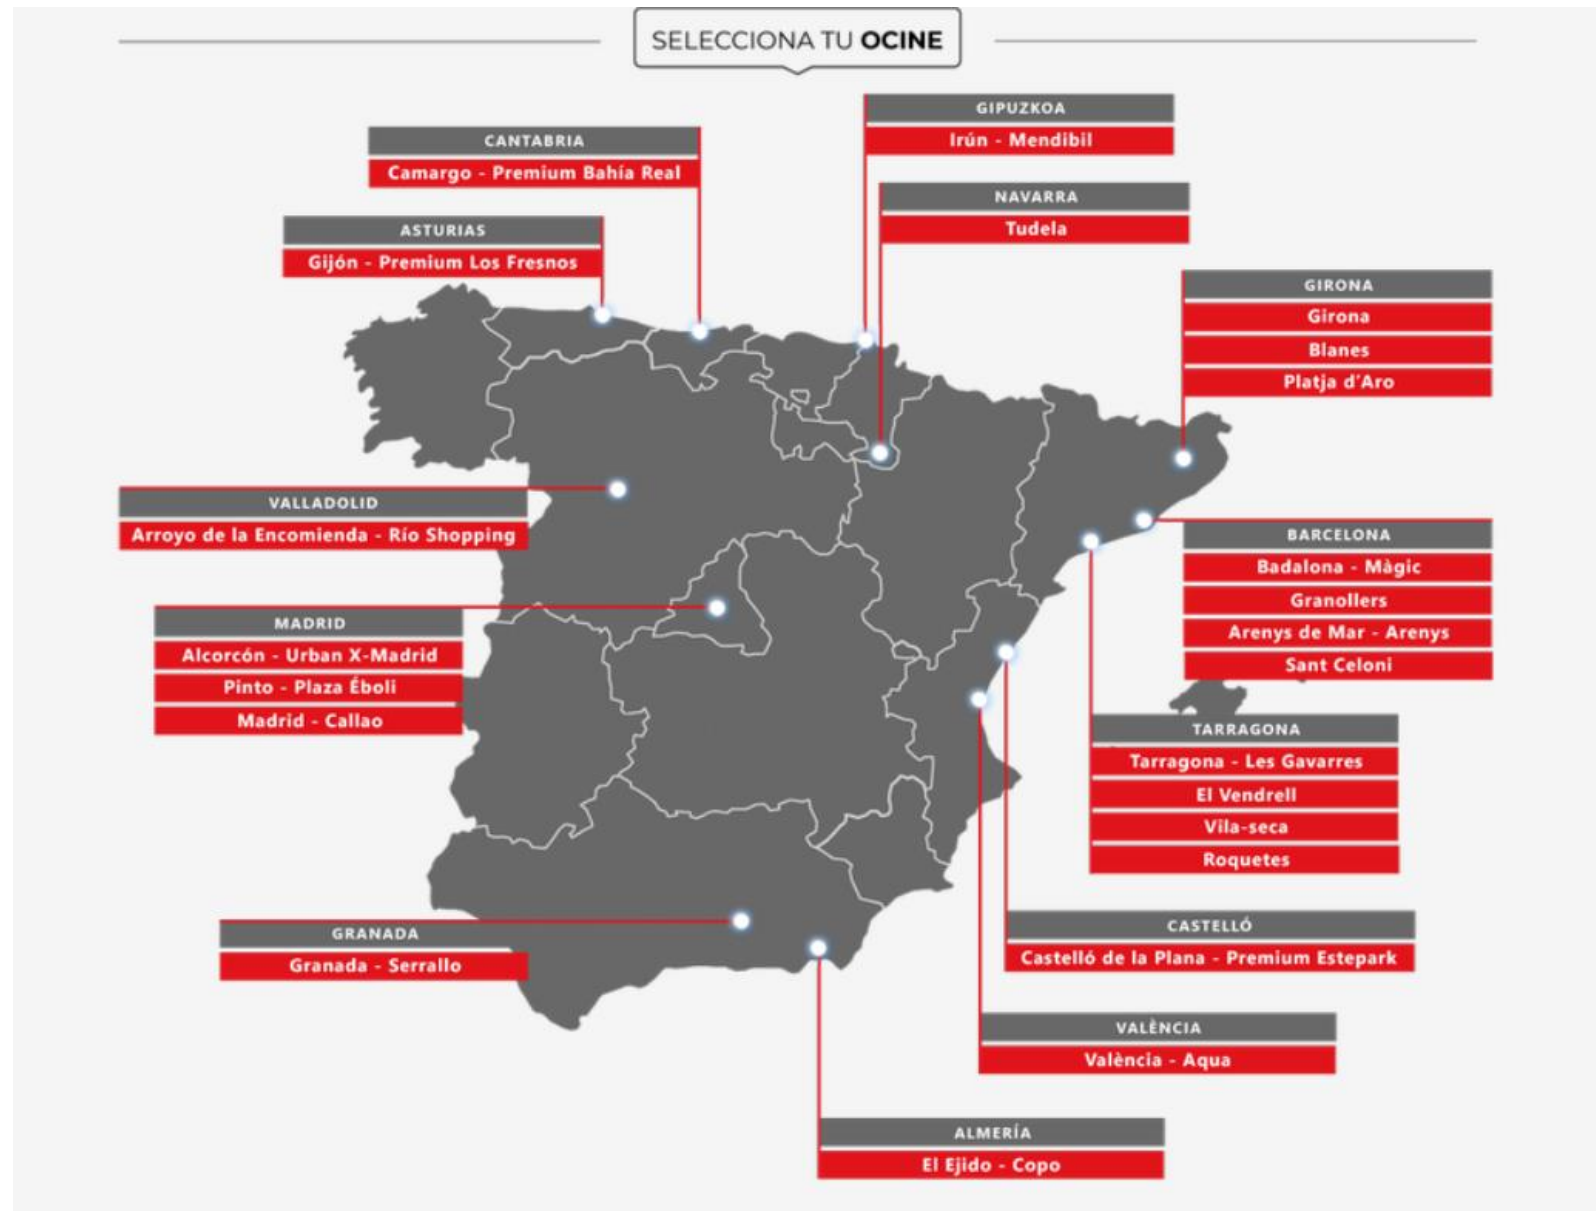 SELECCIONA TU OCINE
GIPUZKOA
Irún - Mendibil
CANTABRIA
Camargo - Premium Bahía Real
NAVARRA
Tudela
ASTURIAS
Gijón - Premium Los Fresnos
GIRONA
Girona
Blanes
Platja d'Aro
VALLADOLID
Arroyo de la Encomienda - Río Shopping
BARCELONA
Badalona - Màgic
Granollers
Arenys de Mar - Arenys
Sant Celoni
MADRID
Alcorcón - Urban X-Madrid
Pinto - Plaza Éboli
Madrid - Callao
TARRAGONA
Tarragona - Les Gavarres
El Vendrell
Vila-seca
Roquetes
GRANADA
Granada - Serrallo
CASTELLÓ
Castelló de la Plana - Premium Estepark
VALÈNCIA
València - Aqua
ALMERÍA
El Ejido - Copo